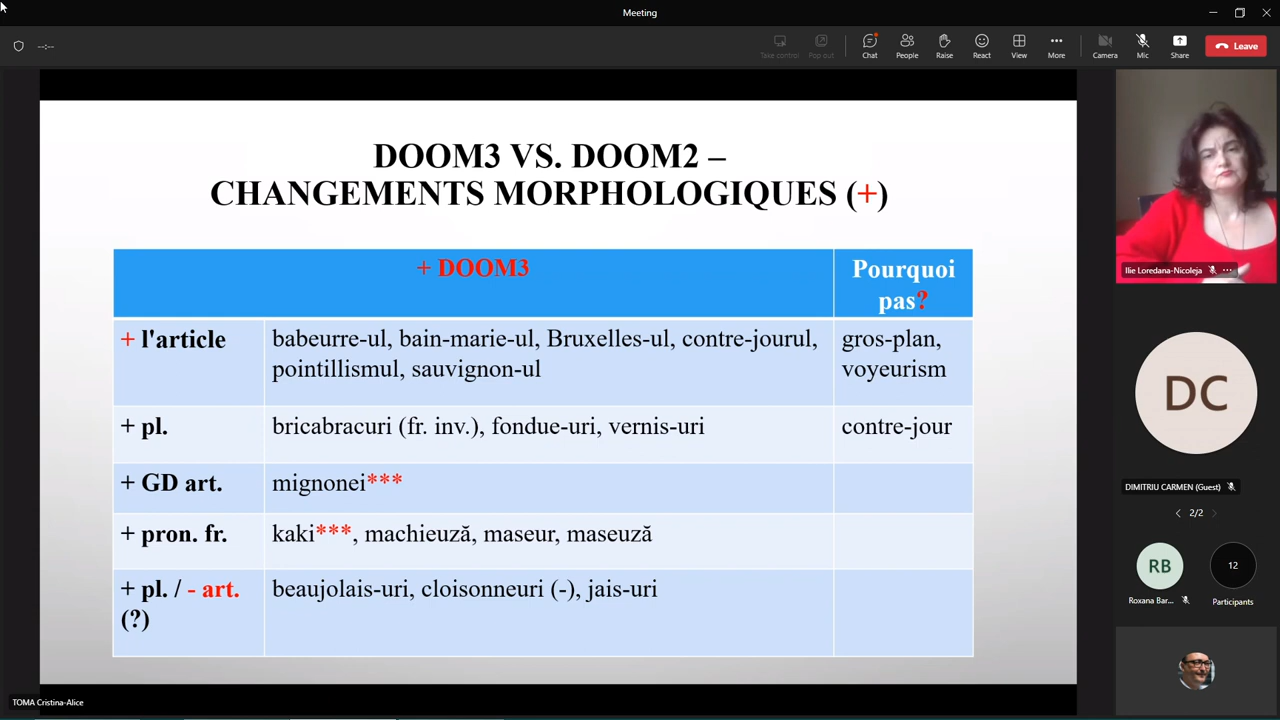 Meeting
--:--
Take control
Pop out
Chat
People
Raise
React
View
More
Camera
Mic
Share
Leave
DOOM3 VS. DOOM2 –
CHANGEMENTS MORPHOLOGIQUES (+)
+ DOOM3
Pourquoi
pas?
+ l'article
babeurre-ul, bain-marie-ul, Bruxelles-ul, contre-jourul,
pointillismul, sauvignon-ul
gros-plan,
voyeurism
+ pl.
bricabracuri (fr. inv.), fondue-uri, vernis-uri
contre-jour
+ GD art.
mignonei***
+ pron. fr.
kaki***, machieuză, maseur, maseuză
+ pl. / - art.
(?)
beaujolais-uri, cloisonneuri (-), jais-uri
TOMA Cristina-Alice
Ilie Loredana-Nicoleja
DC
DIMITRIU CARMEN (Guest)
2/2
RB
Roxana Bar...
12
Participants